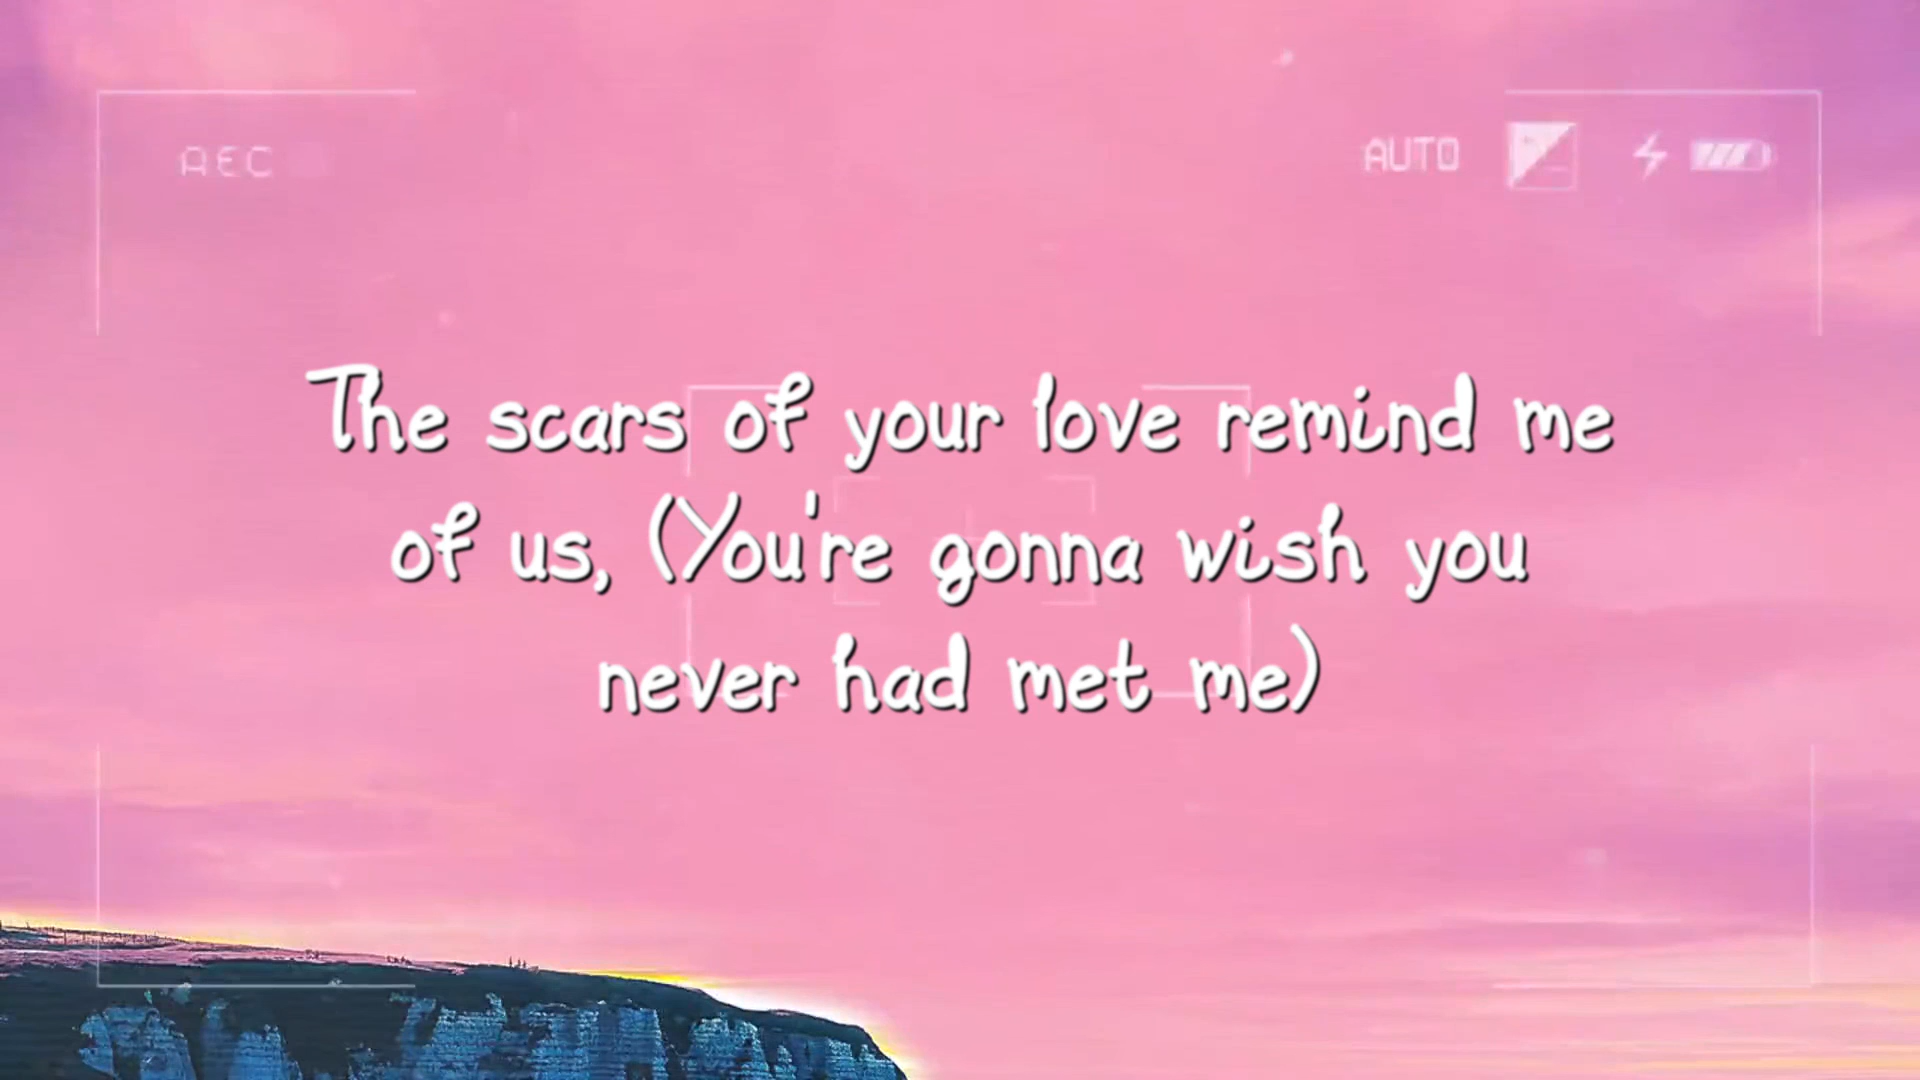 AEC
AUTO
The scars of your love remind me
of us, (You're gonna wish you
never had met me)